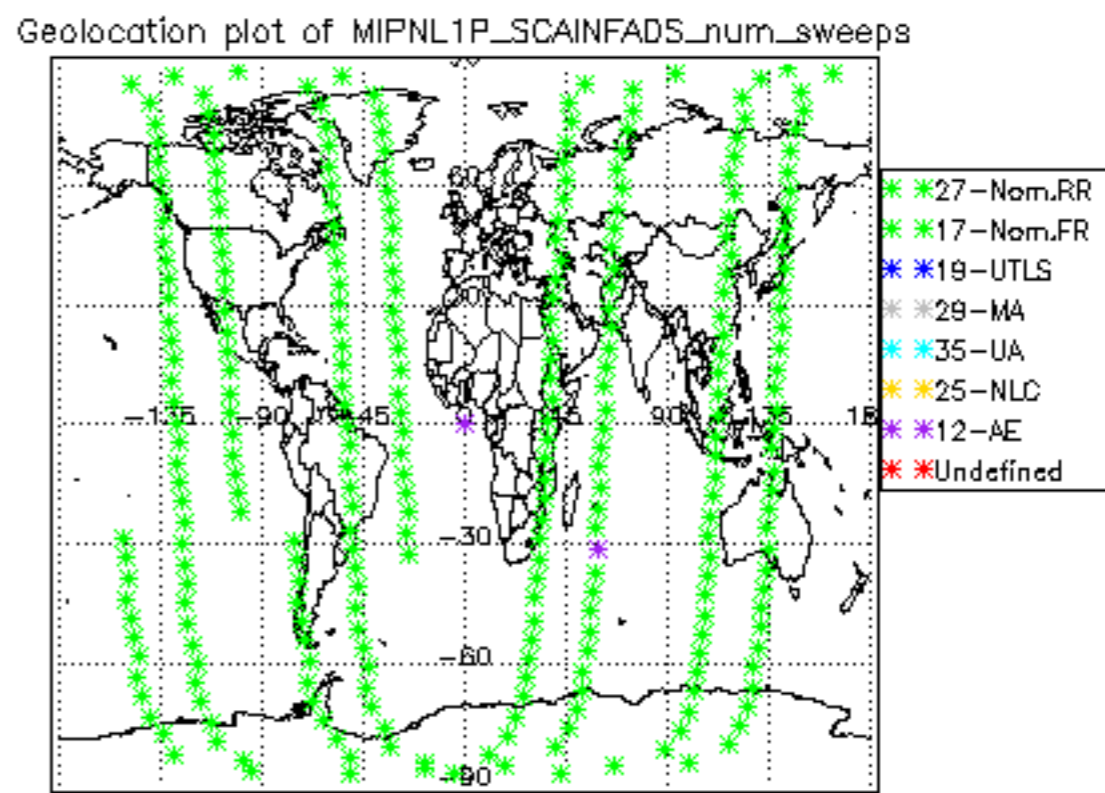 Geolocation plot of MIPNL1P_SCAINFADS_num_sweeps
60
-135 -90 45 90 135
-30
-60
-90
27-Nom.RR
17-Nom.FR
19-UTLS
29-MA
35-UA
25-NLC
12-AE
Undefined